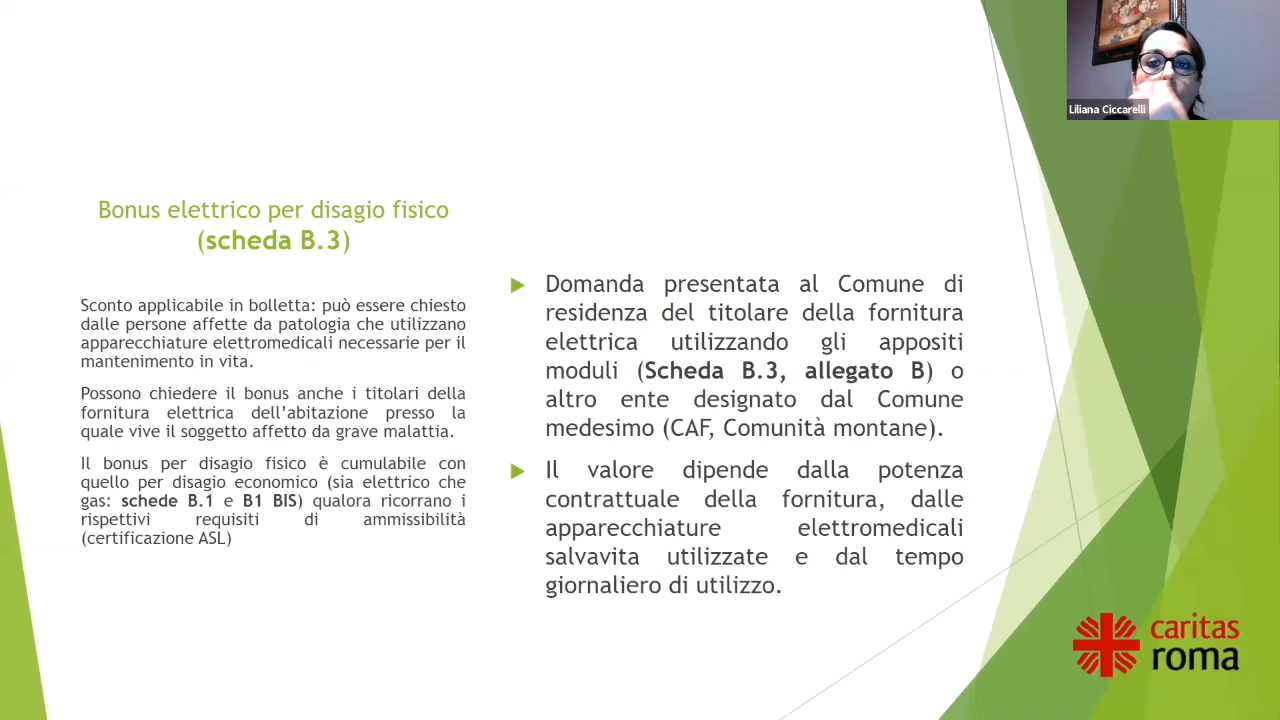 Liliana Ciccarelli
Bonus elettrico per disagio fisico
(scheda B.3)
Sconto applicabile in bolletta: può essere chiesto
dalle persone affette da patologia che utilizzano
apparecchiature elettromedicali necessarie per il
mantenimento in vita.
Possono chiedere il bonus anche i titolari della
fornitura elettrica dell’abitazione presso la
quale vive il soggetto affetto da grave malattia.
Il bonus per disagio fisico è cumulabile con
quello per disagio economico (sia elettrico che
gas: schede B.1 e B1 BIS) qualora ricorrano i
rispettivi requisiti di ammissibilità
(certificazione ASL)
Domanda presentata al Comune di
residenza del titolare della fornitura
elettrica utilizzando gli appositi
moduli (Scheda B.3, allegato B) o
altro ente designato dal Comune
medesimo (CAF, Comunità montane).
Il valore dipende dalla potenza
contrattuale della fornitura, dalle
apparecchiature elettromedicali
salvavita utilizzate e dal tempo
giornaliero di utilizzo.
caritas
roma